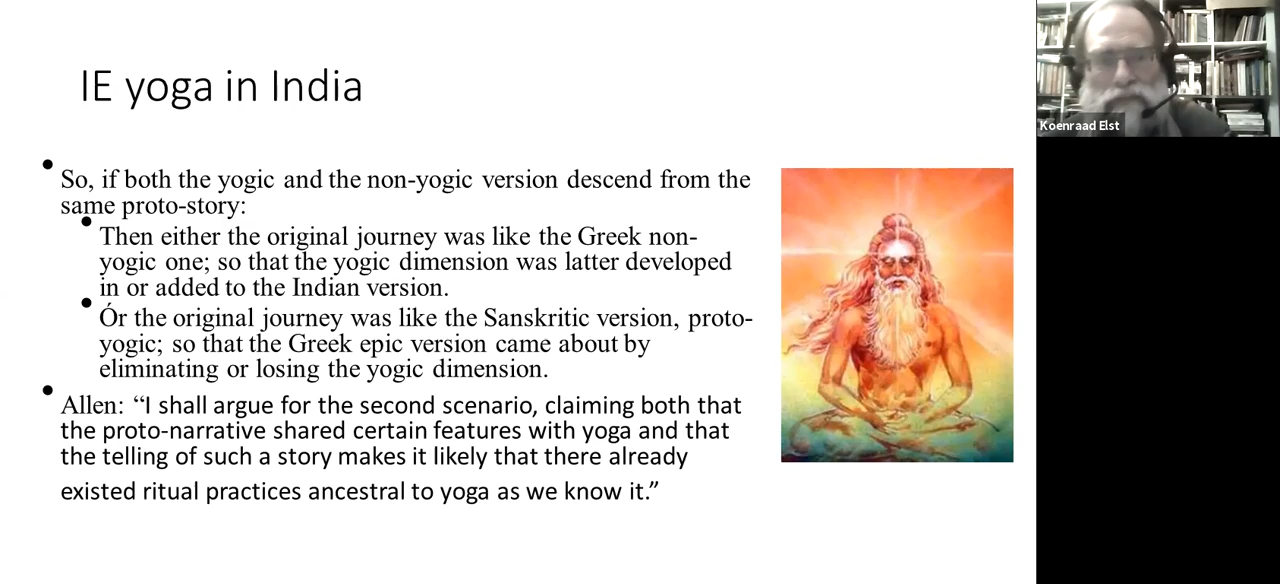 IE yoga in India
So, if both the yogic and the non-yogic version descend from the
same proto-story:
Then either the original journey was like the Greek non-
yogic one; so that the yogic dimension was latter developed
in or added to the Indian version.
Ór the original journey was like the Sanskritic version, proto-
yogic; so that the Greek epic version came about by
eliminating or losing the yogic dimension.
Allen: “I shall argue for the second scenario, claiming both that
the proto-narrative shared certain features with yoga and that
the telling of such a story makes it likely that there already
existed ritual practices ancestral to yoga as we know it.”
Koenraad Elst